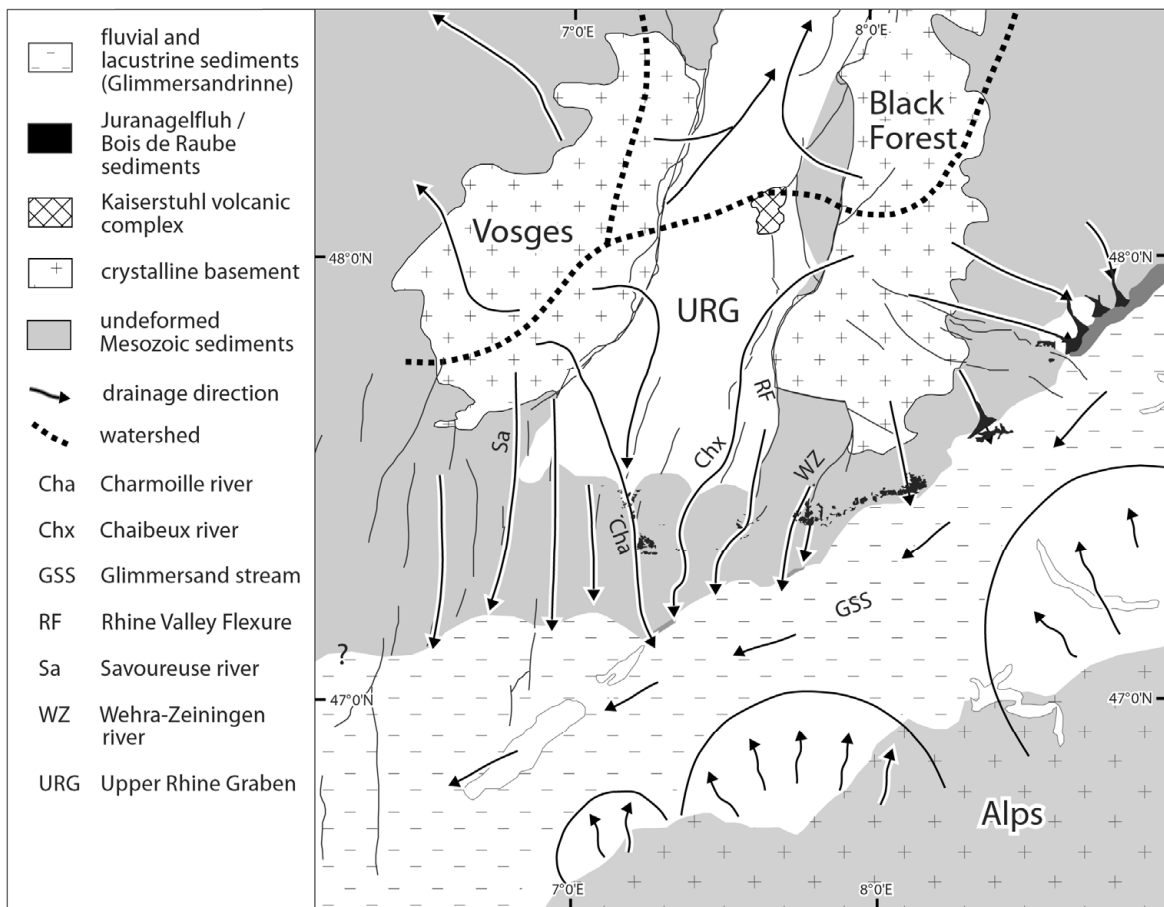 fluvial and
lacustrine sediments
(Glimmersandrinne)
Juranagelfluh /
Bois de Raube
sediments
Kaiserstuhl volcanic
complex
crystalline basement
undeformed
Mesozoic sediments
drainage direction
watershed
Cha Charmoille river
Chx Chaibeux river
GSS Glimmersand stream
RF Rhine Valley Flexure
Sa Savoureuse river
WZ Wehra-Zeiningen
river
URG Upper Rhine Graben
7°0'E
8°0'E
Black
Forest
Vosges
48°0'N
48°0'N
URG
RF
Sa
Chx
WZ
Cha
GSS
?
47°0'N
47°0'N
Alps
7°0'E
8°0'E